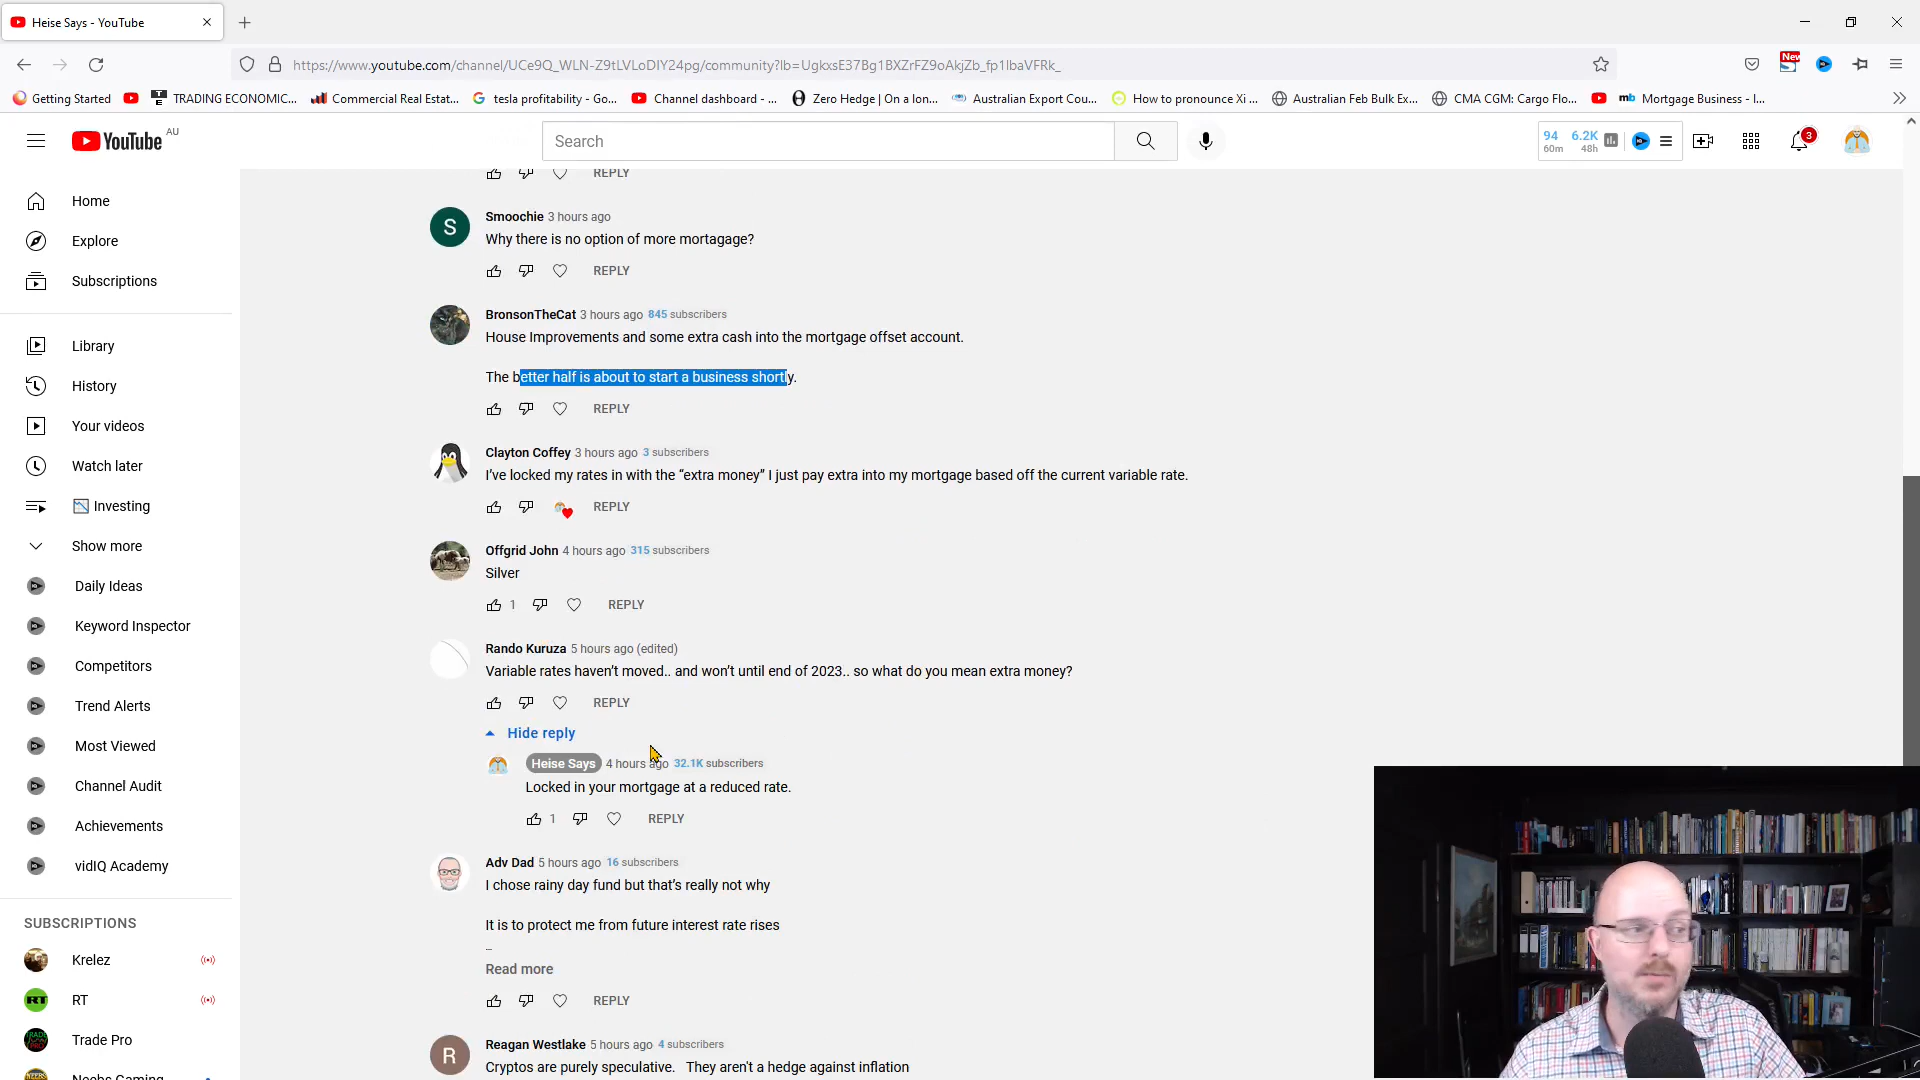 Heise Says - YouTube
https://www.youtube.com/channel/UCe9Q_WLN-Z9tLVLoDIY24pg/community?lb=UgkxsE37Bg1BXZrFZ9oAkjZb_fp1IbaVFRk_
New
Getting Started
TRADING ECONOMIC...
Commercial Real Estat...
tesla profitability - Go...
Channel dashboard - ...
Zero Hedge | On a lon...
Australian Export Cou...
How to pronounce Xi ...
Australian Feb Bulk Ex...
CMA CGM: Cargo Flo...
mb Mortgage Business - I...
YouTube AU
Search
94 60m
6.2K 48h
3
Home
Explore
Subscriptions
Library
History
Your videos
Watch later
Investing
Show more
Daily Ideas
Keyword Inspector
Competitors
Trend Alerts
Most Viewed
Channel Audit
Achievements
vidIQ Academy
SUBSCRIPTIONS
Krelez
RT
Trade Pro
REPLY
S
Smoochie 3 hours ago
Why there is no option of more mortagage?
REPLY
BronsonTheCat 3 hours ago 845 subscribers
House Improvements and some extra cash into the mortgage offset account.
The better half is about to start a business shortly.
REPLY
Clayton Coffey 3 hours ago 3 subscribers
I've locked my rates in with the “extra money” I just pay extra into my mortgage based off the current variable rate.
REPLY
Offgrid John 4 hours ago 315 subscribers
Silver
1 REPLY
Rando Kuruza 5 hours ago (edited)
Variable rates haven't moved.. and won't until end of 2023.. so what do you mean extra money?
REPLY
Hide reply
Heise Says 4 hours ago 32.1K subscribers
Locked in your mortgage at a reduced rate.
1 REPLY
Adv Dad 5 hours ago 16 subscribers
I chose rainy day fund but that's really not why
It is to protect me from future interest rate rises
...
Read more
REPLY
R
Reagan Westlake 5 hours ago 4 subscribers
Cryptos are purely speculative. They aren't a hedge against inflation